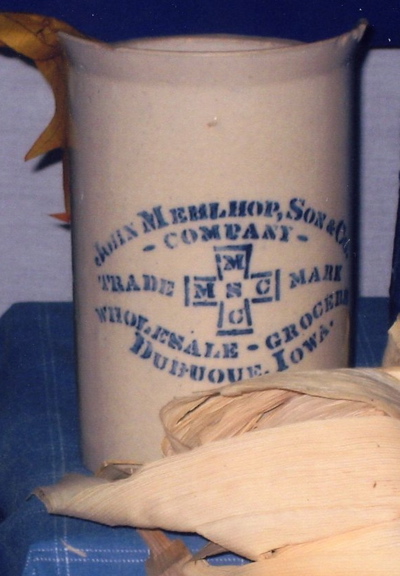 JOHN MEHLHOP, SON & CO.
- COMPANY -
TRADE MARK
M
M S C
C
WHOLESALE - GROCERS
DUBUQUE, IOWA.